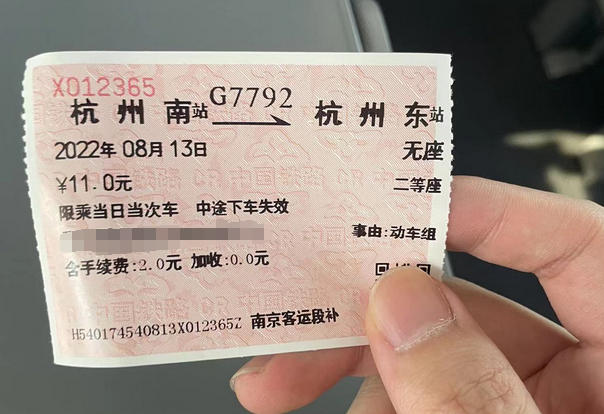 X012365
杭州南站 G7792 杭州东站
2022年08月13日 无座
¥11.0元 二等座
限乘当日当次车 中途下车失效
事由:动车组
含手续费:2.0元 加收:0.0元
H540174540813X012365Z 南京客运段补